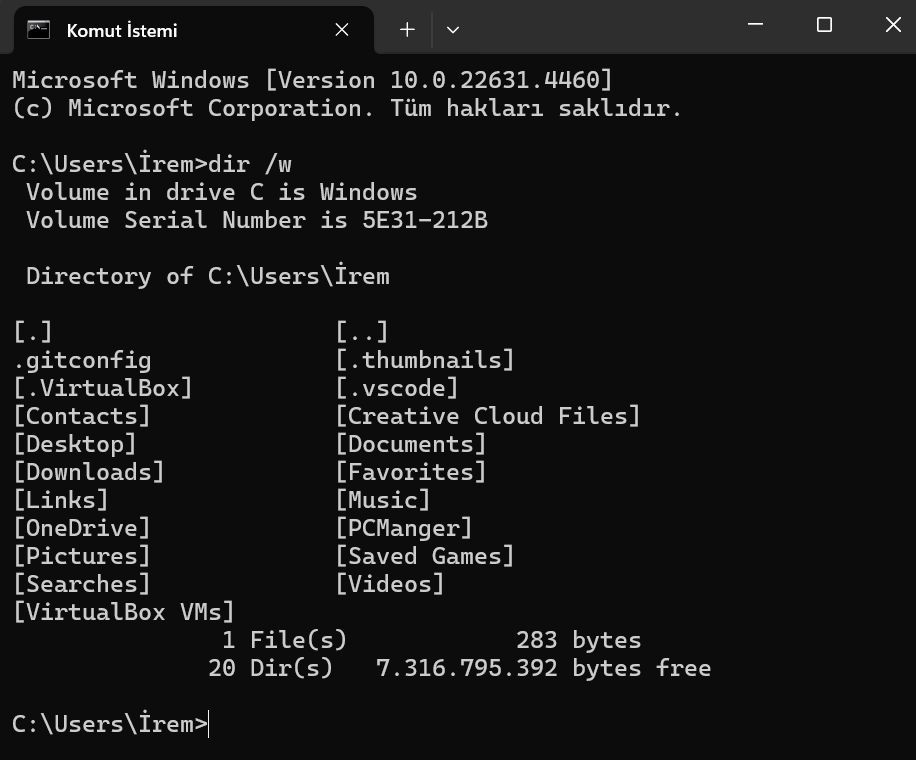 Komut İstemi
Microsoft Windows [Version 10.0.22631.4460]
(c) Microsoft Corporation. Tüm hakları saklıdır.
C:\Users\İrem>dir /w
Volume in drive C is Windows
Volume Serial Number is 5E31-212B
Directory of C:\Users\İrem
[.] [..]
.gitconfig [.thumbnails]
[.VirtualBox] [.vscode]
[Contacts] [Creative Cloud Files]
[Desktop] [Documents]
[Downloads] [Favorites]
[Links] [Music]
[OneDrive] [PCManger]
[Pictures] [Saved Games]
[Searches] [Videos]
[VirtualBox VMs]
1 File(s) 283 bytes
20 Dir(s) 7.316.795.392 bytes free
C:\Users\İrem>